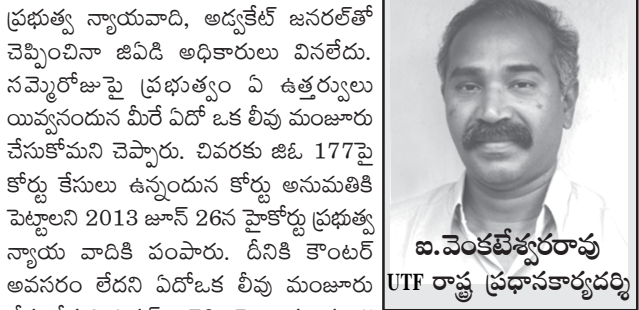 ప్రభుత్వ న్యాయవాది, అడ్వకేట్ జనరల్‌తో
చెప్పించినా జిఏడి అధికారులు వినలేదు.
సమ్మెరోజుపై ప్రభుత్వం ఏ ఉత్తర్వులు
యివ్వనందున మీరే ఏదో ఒక లీవు మంజూరు
చేసుకోమని చెప్పారు. చివరకు జిఓ 177పై
కోర్టు కేసులు ఉన్నందున కోర్టు అనుమతికి
పెట్టాలని 2013 జూన్ 26న హైకోర్టు ప్రభుత్వ
న్యాయ వాదికి పంపారు. దీనికి కౌంటర్
అవసరం లేదని ఏదోఒక లీవు మంజూరు
ఐ.వెంకటేశ్వరరావు
UTF రాష్ట్ర ప్రధానకార్యదర్శి